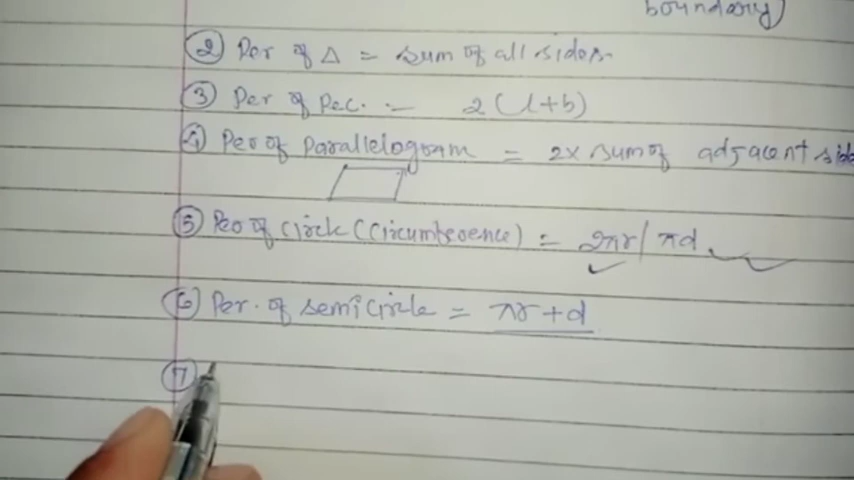 boundary)
② Per of Δ = sum of all sides.
③ Per of Rec. = 2(l+b)
④ Per of parallelogram = 2x sum of adjacent side
⑤ Per of circle (circumference) = 2πr/πd
⑥ Per. of semicircle = πr+d
⑦